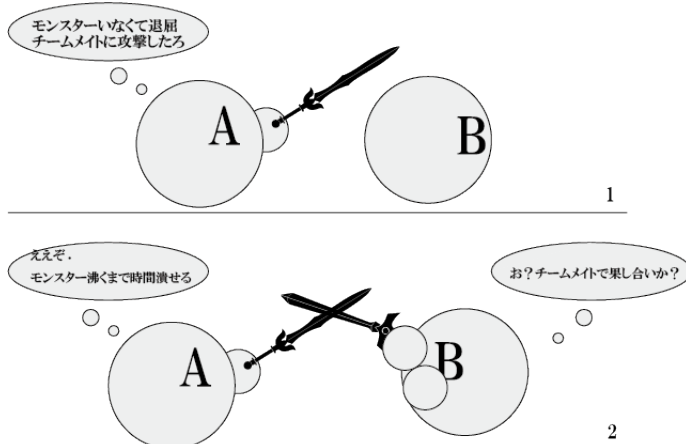 モンスターいなくて退屈
チームメイトに攻撃したろ
A
B
1
ええぞ．
モンスター沸くまで時間潰せる
お？チームメイトで果し合いか？
A
B
2